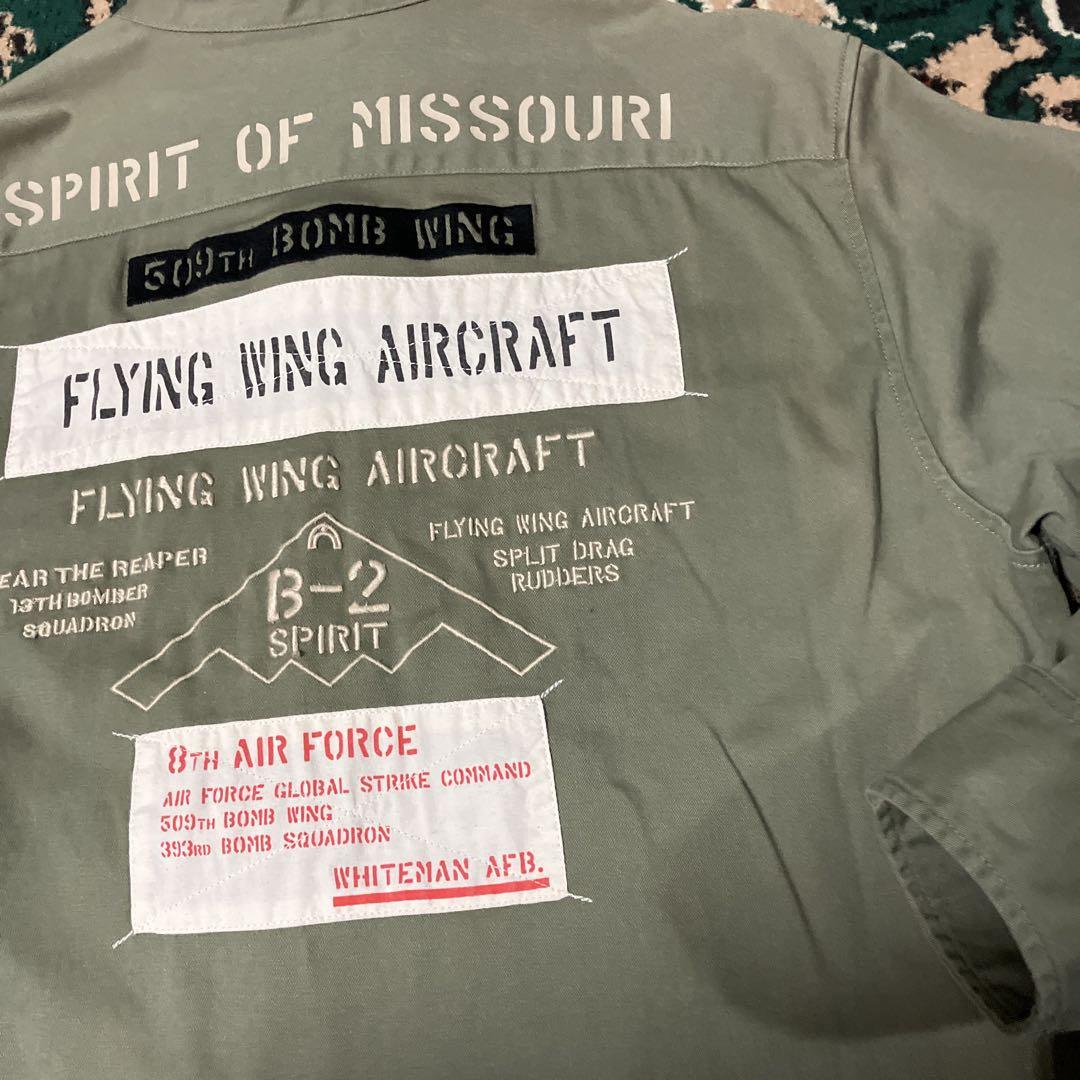 SPIRIT OF MISSOURI
509TH BOMB WING
FLYING WING AIRCRAFT
FLYING WING AIRCRAFT
EAR THE REAPER
13TH BOMBER
SQUADRON
B-2
SPIRIT
FLYING WING AIRCRAFT
SPLIT DRAG
RUDDERS
8TH AIR FORCE
AIR FORCE GLOBAL STRIKE COMMAND
509TH BOMB WING
393RD BOMB SQUADRON
WHITEMAN AFB.